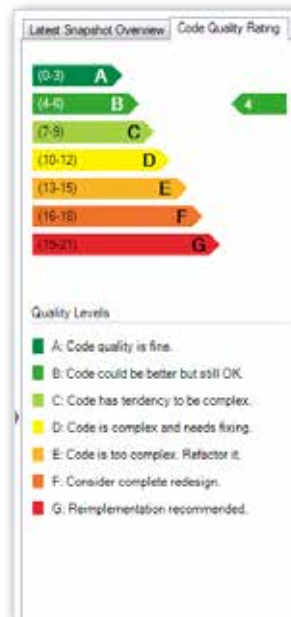 Latest Snapshot Overview Code Quality Rating
(0-3) A
(4-6) B 4
(7-9) C
(10-12) D
(13-15) E
(16-18) F
(19-21) G
Quality Levels
A: Code quality is fine.
B: Code could be better but still OK.
C: Code has tendency to be complex.
D: Code is complex and needs fixing.
E: Code is too complex. Refactor it.
F: Consider complete redesign.
G: Reimplementation recommended.